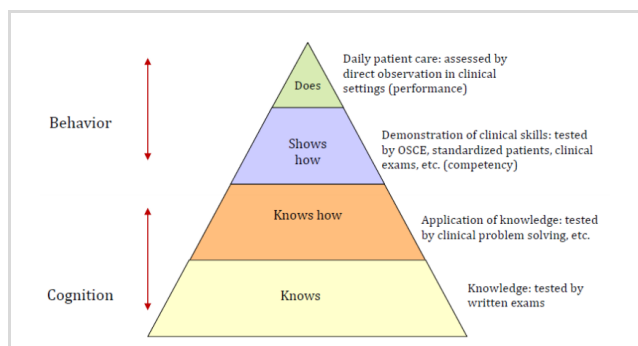 Daily patient care: assessed by
direct observation in clinical
settings (performance)
Does
Behavior
Demonstration of clinical skills: tested
by OSCE, standardized patients, clinical
exams, etc. (competency)
Shows
how
Knows how
Application of knowledge: tested
by clinical problem solving, etc.
Cognition
Knows
Knowledge: tested by
written exams